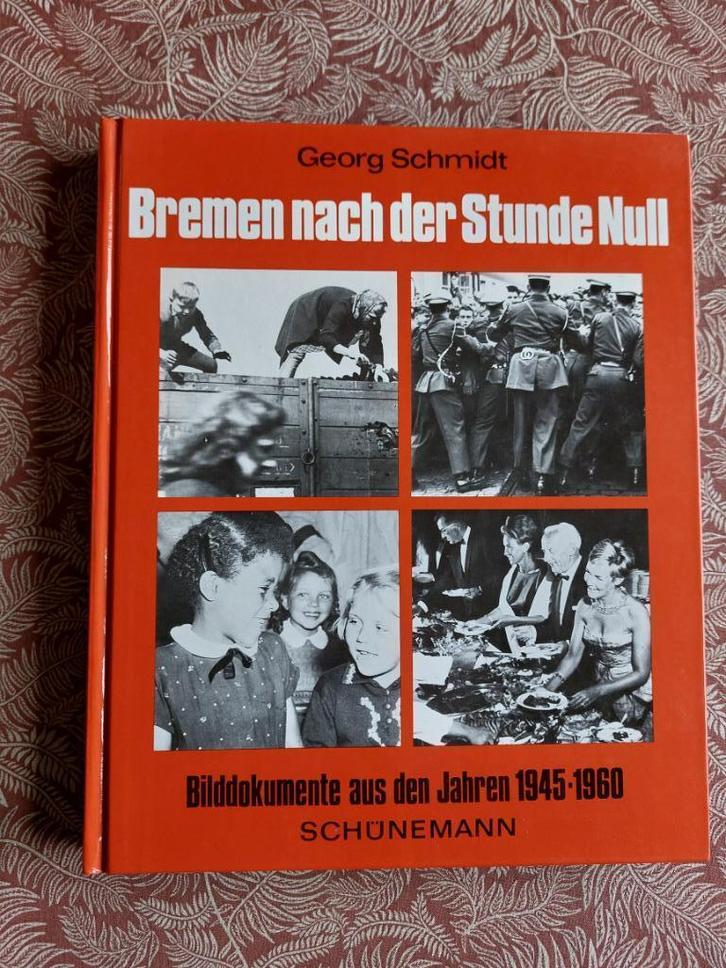 Georg Schmidt
Bremen nach der Stunde Null
Bilddokumente aus den Jahren 1945·1960
SCHÜNEMANN